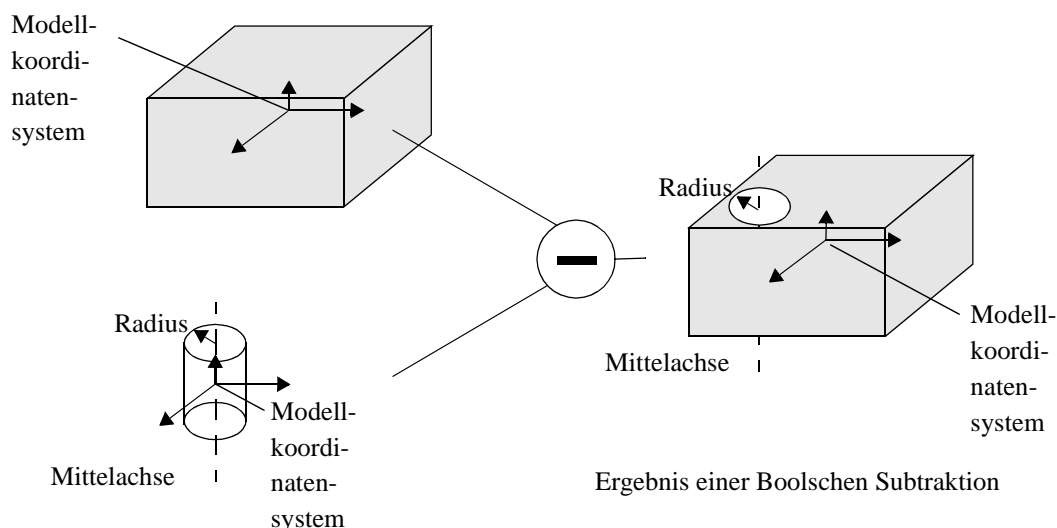 Modell-
koordi-
naten-
system
Radius
Mittelachse
Modell-
koordi-
naten-
system
Radius
Mittelachse
Modell-
koordi-
naten-
system
Ergebnis einer Boolschen Subtraktion